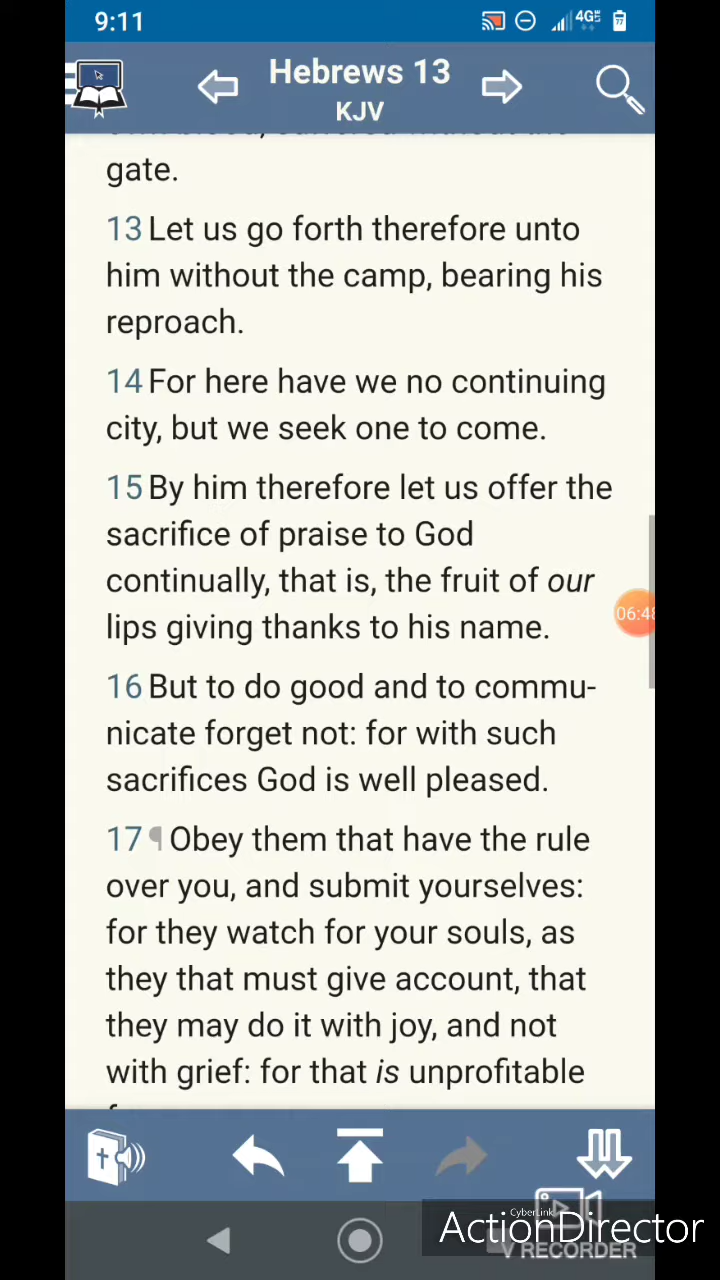 9:11
4G
77
Hebrews 13
KJV
gate.
13 Let us go forth therefore unto
him without the camp, bearing his
reproach.
14 For here have we no continuing
city, but we seek one to come.
15 By him therefore let us offer the
sacrifice of praise to God
continually, that is, the fruit of our
lips giving thanks to his name.
06:48
16 But to do good and to commu-
nicate forget not: for with such
sacrifices God is well pleased.
17 ¶ Obey them that have the rule
over you, and submit yourselves:
for they watch for your souls, as
they that must give account, that
they may do it with joy, and not
with grief: for that is unprofitable
CyberLink
ActionDirector
V RECORDER